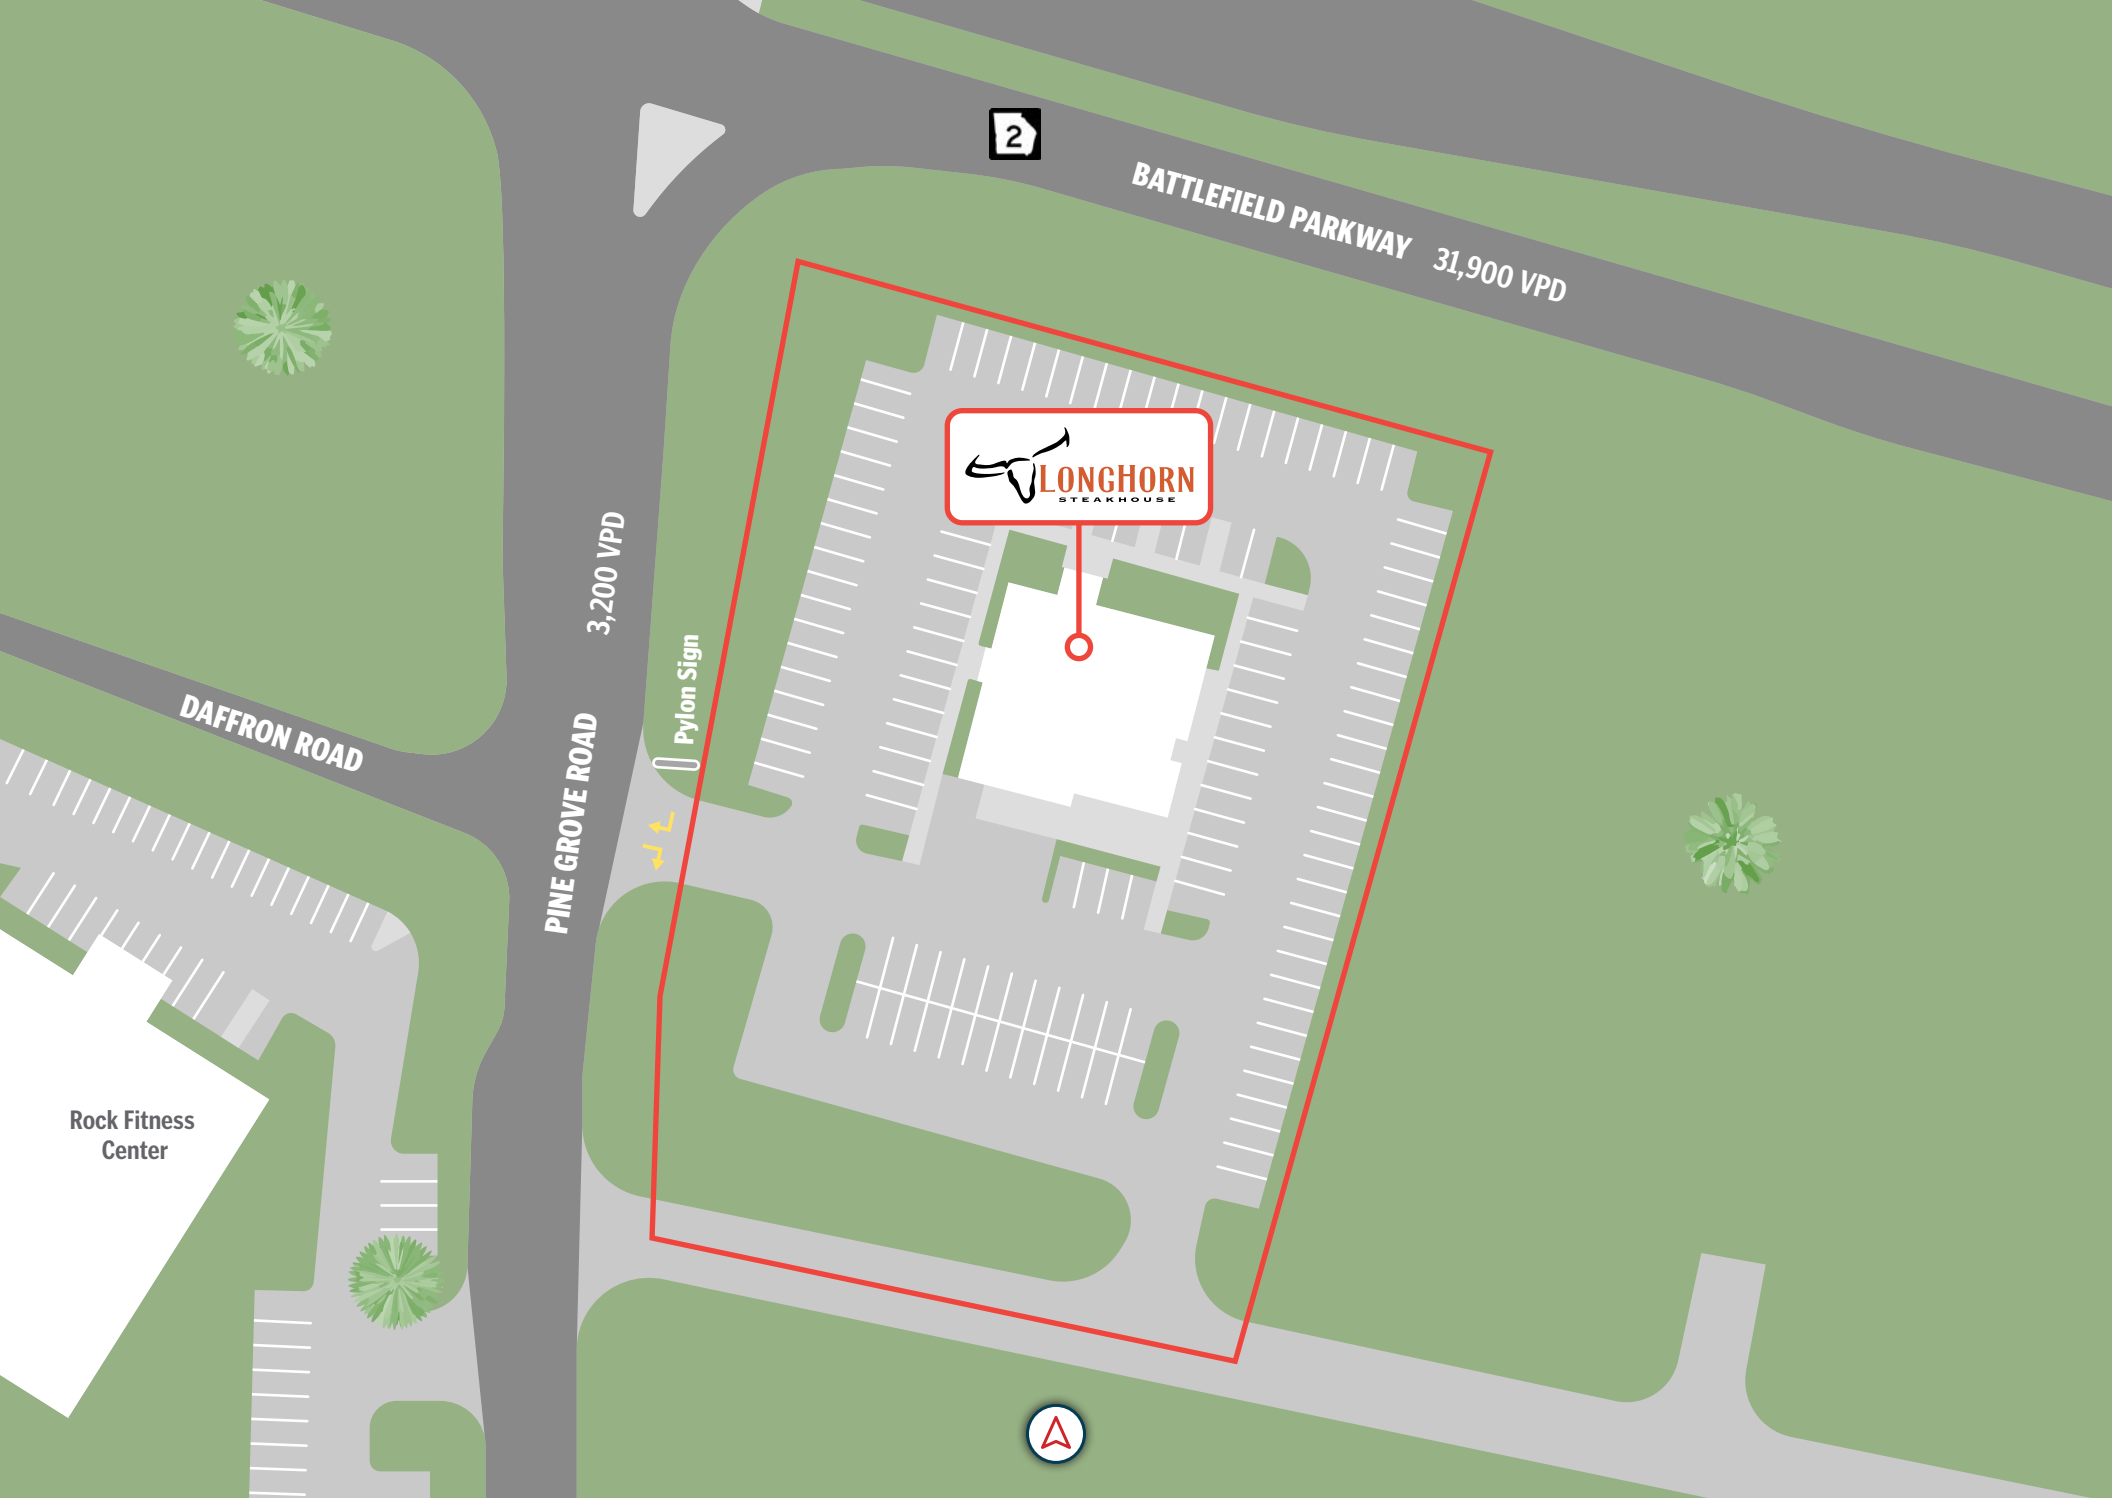 2
BATTLEFIELD PARKWAY 31,900 VPD
LONGHORN
STEAKHOUSE
3,200 VPD
Pylon Sign
DAFFRON ROAD
PINE GROVE ROAD
Rock Fitness
Center